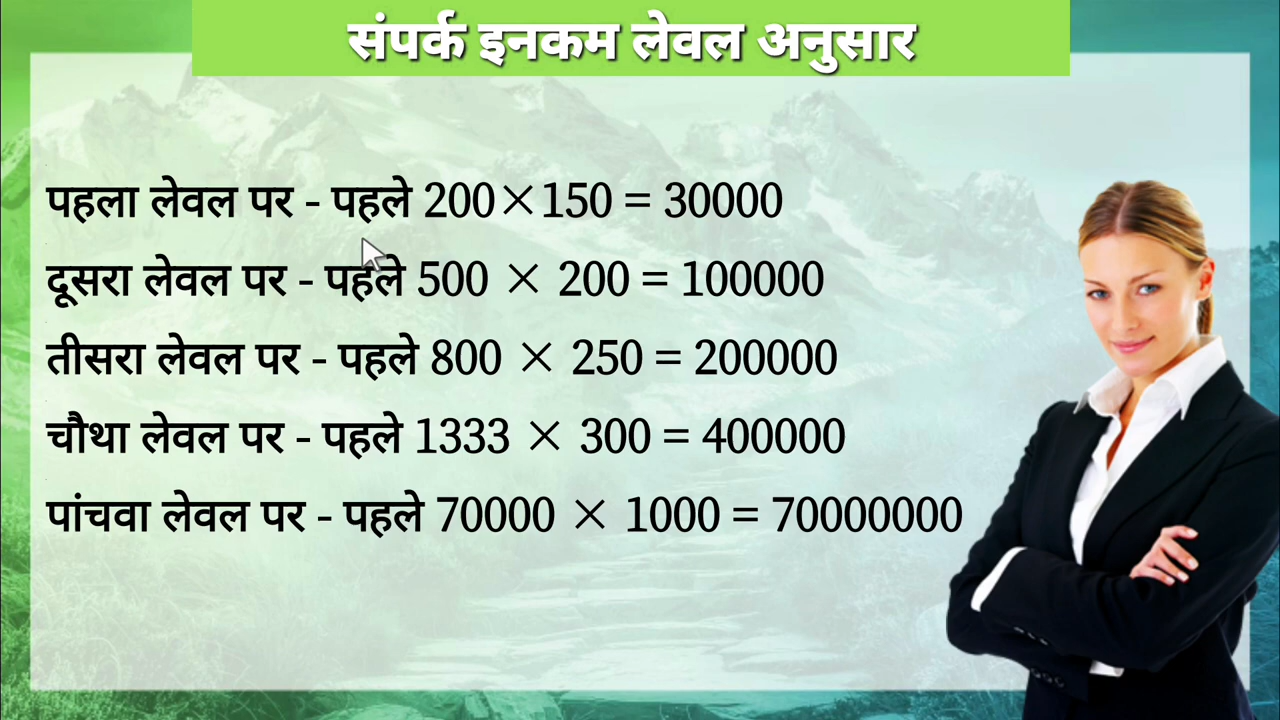 संपर्क इनकम लेवल अनुसार
पहला लेवल पर - पहले 200×150 = 30000
दूसरा लेवल पर - पहले 500 × 200 = 100000
तीसरा लेवल पर - पहले 800 × 250 = 200000
चौथा लेवल पर - पहले 1333 × 300 = 400000
पांचवा लेवल पर - पहले 70000 × 1000 = 70000000